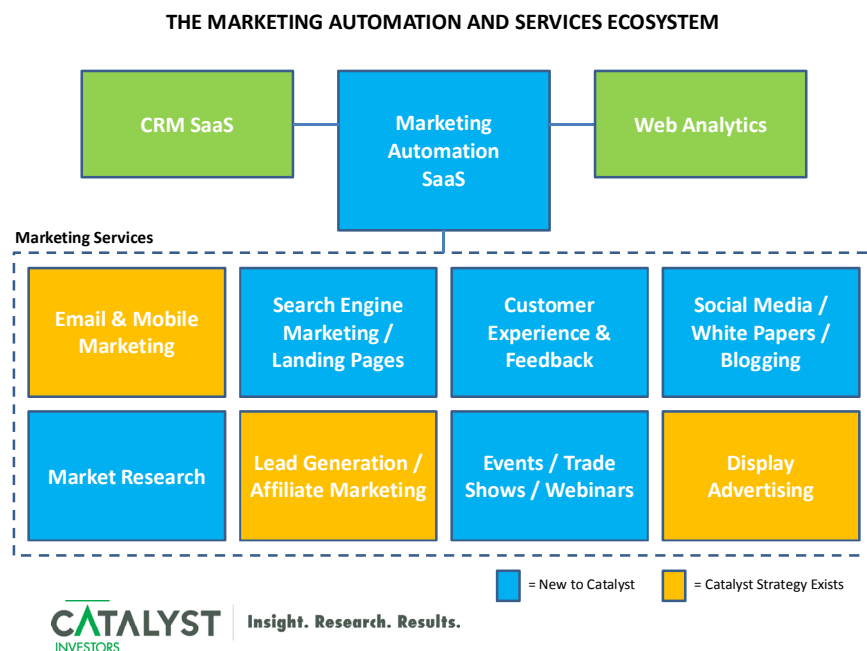 THE MARKETING AUTOMATION AND SERVICES ECOSYSTEM
CRM SaaS
Marketing
Automation
SaaS
Web Analytics
Marketing Services
Email & Mobile
Marketing
Search Engine
Marketing /
Landing Pages
Customer
Experience &
Feedback
Social Media /
White Papers /
Blogging
Market Research
Lead Generation /
Affiliate Marketing
Events / Trade
Shows / Webinars
Display
Advertising
= New to Catalyst
= Catalyst Strategy Exists
CATALYST
INVESTORS
Insight. Research. Results.